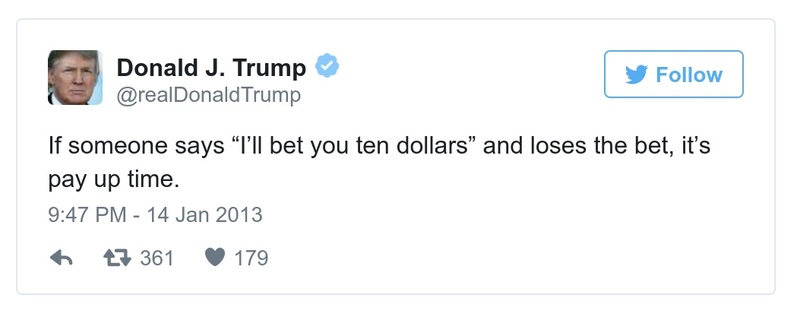 Donald J. Trump
@realDonaldTrump
Follow
If someone says “I’ll bet you ten dollars” and loses the bet, it’s
pay up time.
9:47 PM - 14 Jan 2013
361 179